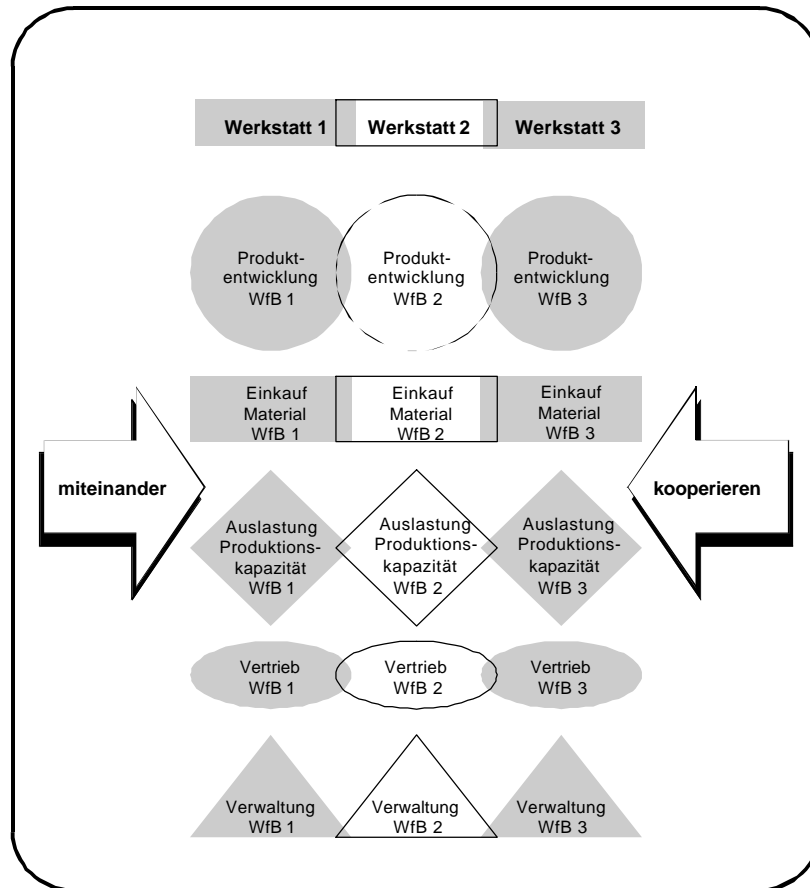 Werkstatt 1 Werkstatt 2 Werkstatt 3
Produkt-
entwicklung
WfB 1
Produkt-
entwicklung
WfB 2
Produkt-
entwicklung
WfB 3
Einkauf
Material
WfB 1
Einkauf
Material
WfB 2
Einkauf
Material
WfB 3
miteinander
kooperieren
Auslastung
Produktions-
kapazität
WfB 1
Auslastung
Produktions-
kapazität
WfB 2
Auslastung
Produktions-
kapazität
WfB 3
Vertrieb
WfB 1
Vertrieb
WfB 2
Vertrieb
WfB 3
Verwaltung
WfB 1
Verwaltung
WfB 2
Verwaltung
WfB 3